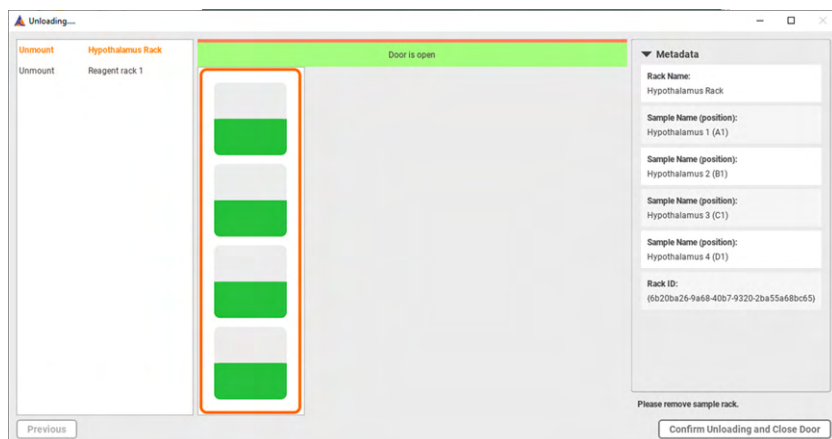 Unloading....
Unmount Hypothalamus Rack
Unmount Reagent rack 1
Door is open
Metadata
Rack Name:
Hypothalamus Rack
Sample Name (position):
Hypothalamus 1 (A1)
Sample Name (position):
Hypothalamus 2 (B1)
Sample Name (position):
Hypothalamus 3 (C1)
Sample Name (position):
Hypothalamus 4 (D1)
Rack ID:
{6b20ba26-9a68-40b7-9320-2ba55a68bc65}
Please remove sample rack.
Previous
Confirm Unloading and Close Door